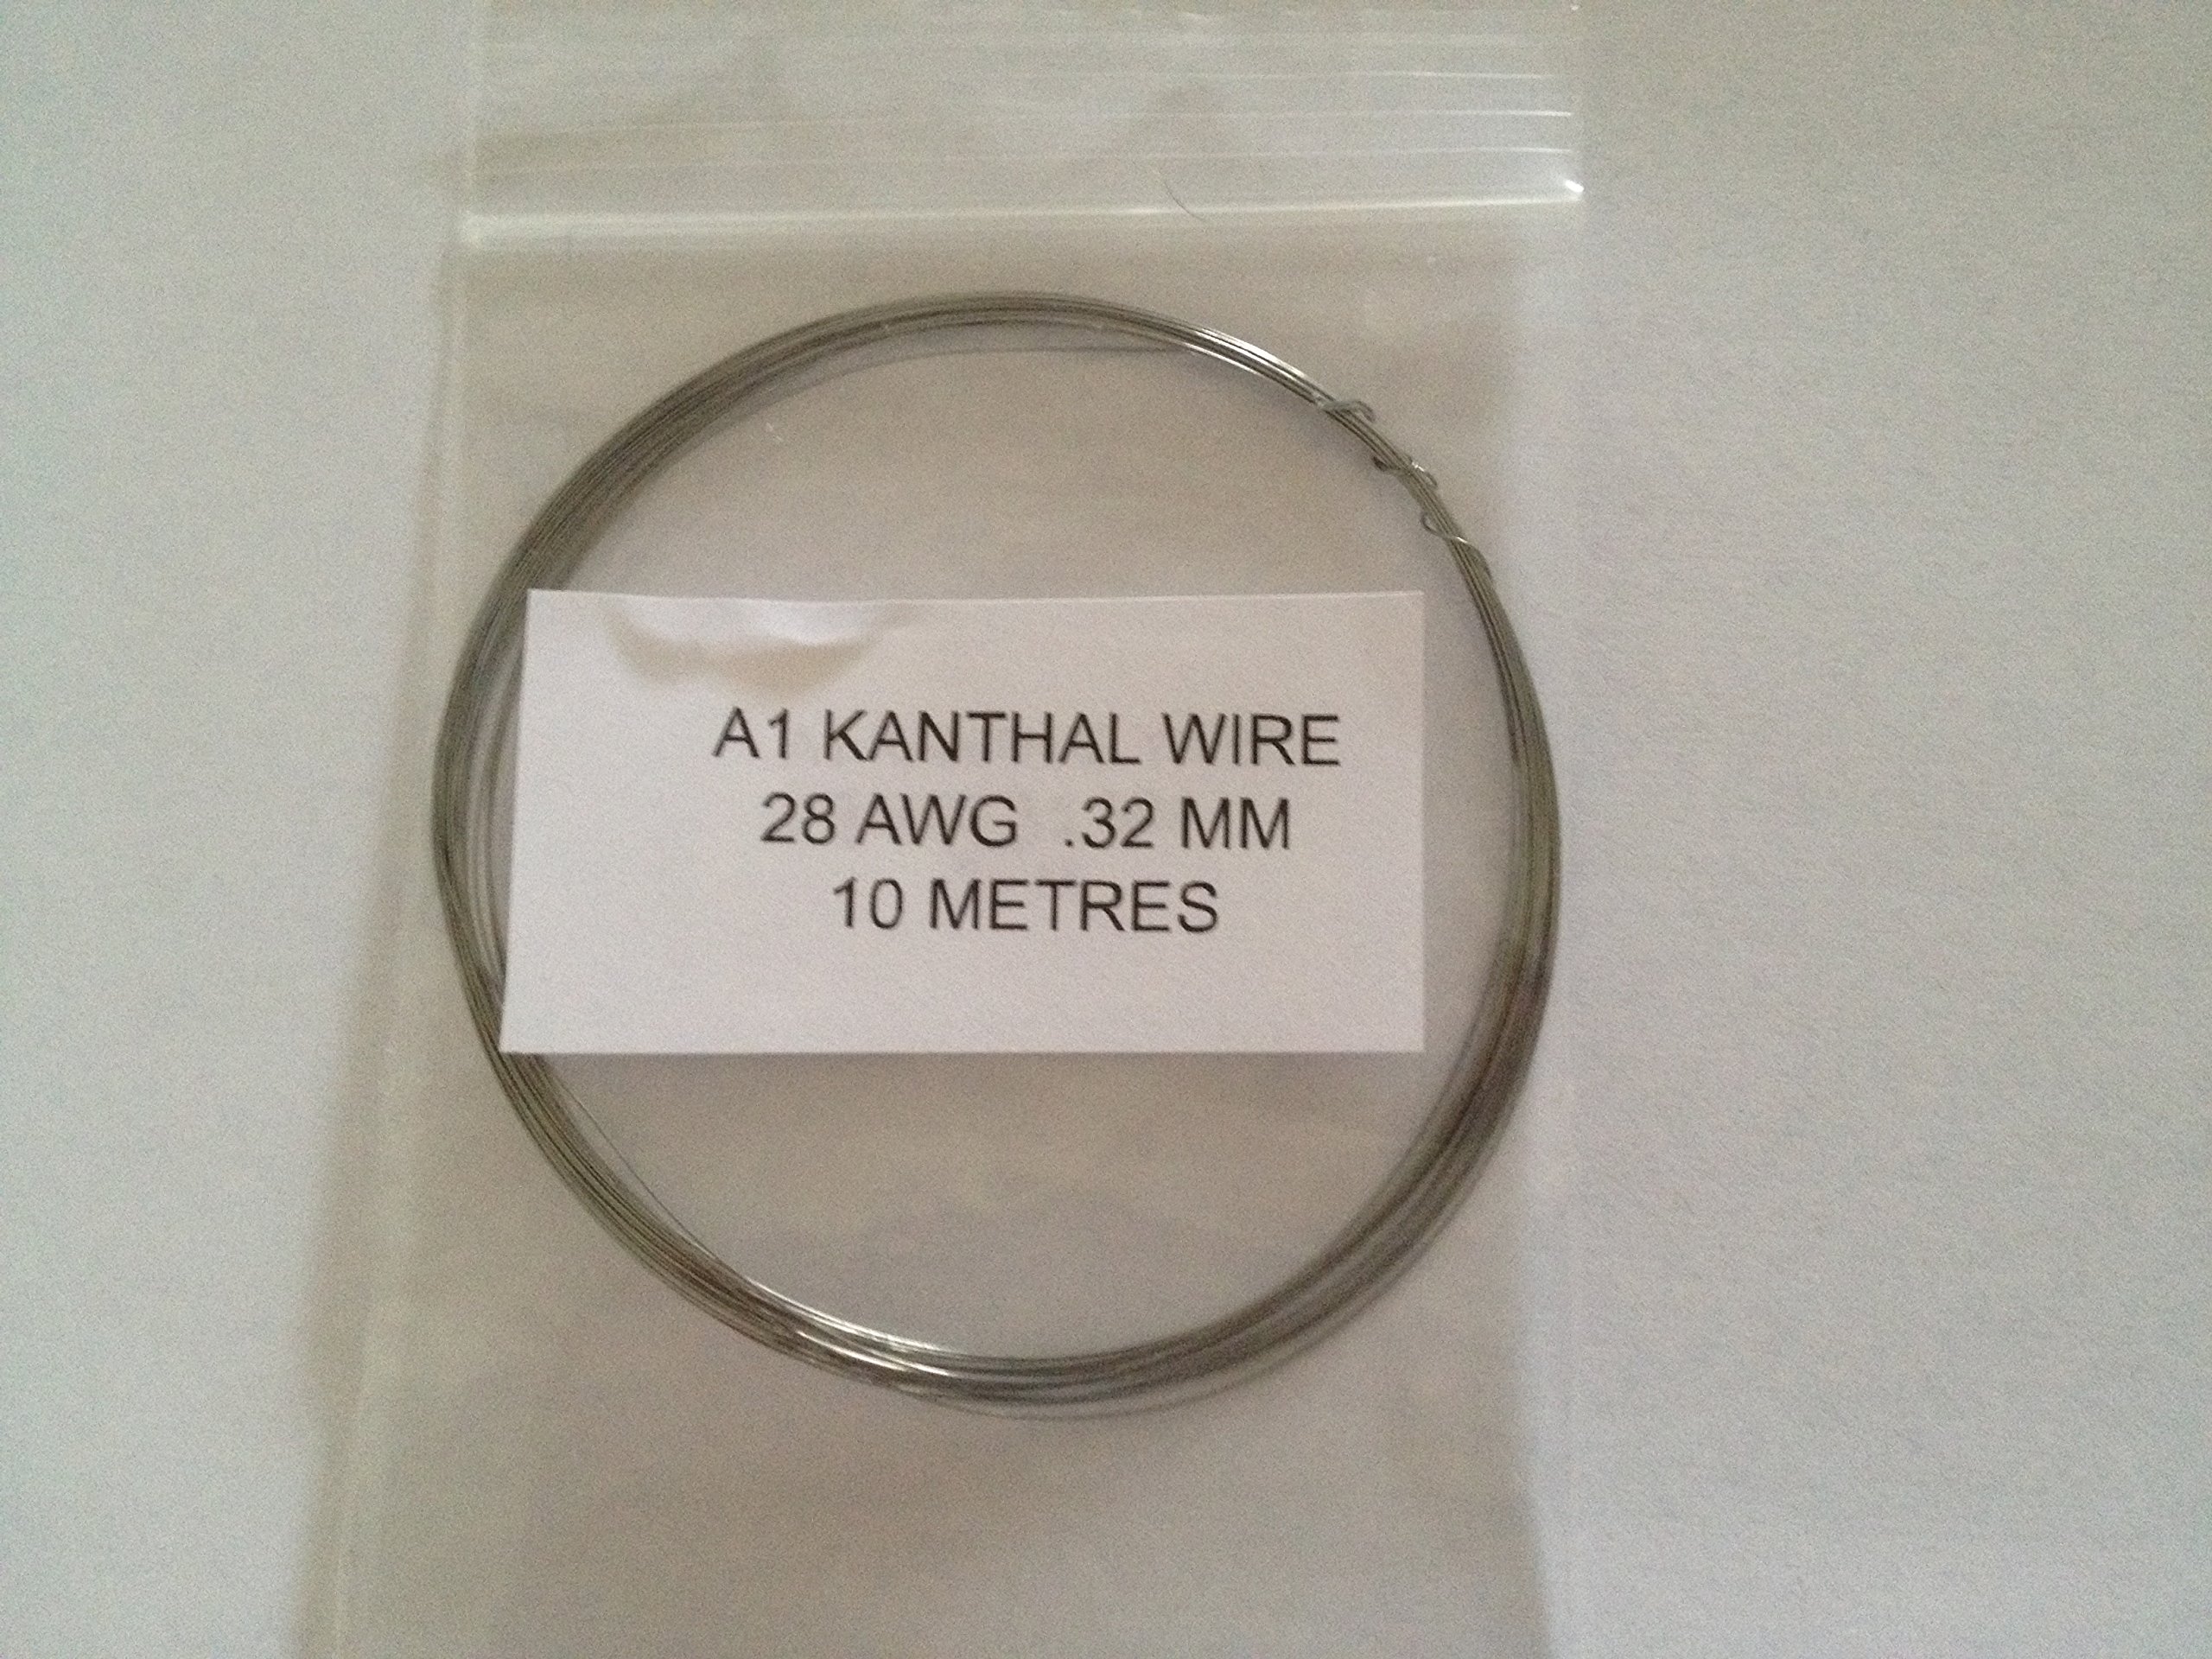 A1 KANTHAL WIRE
28 AWG .32 MM
10 METRES